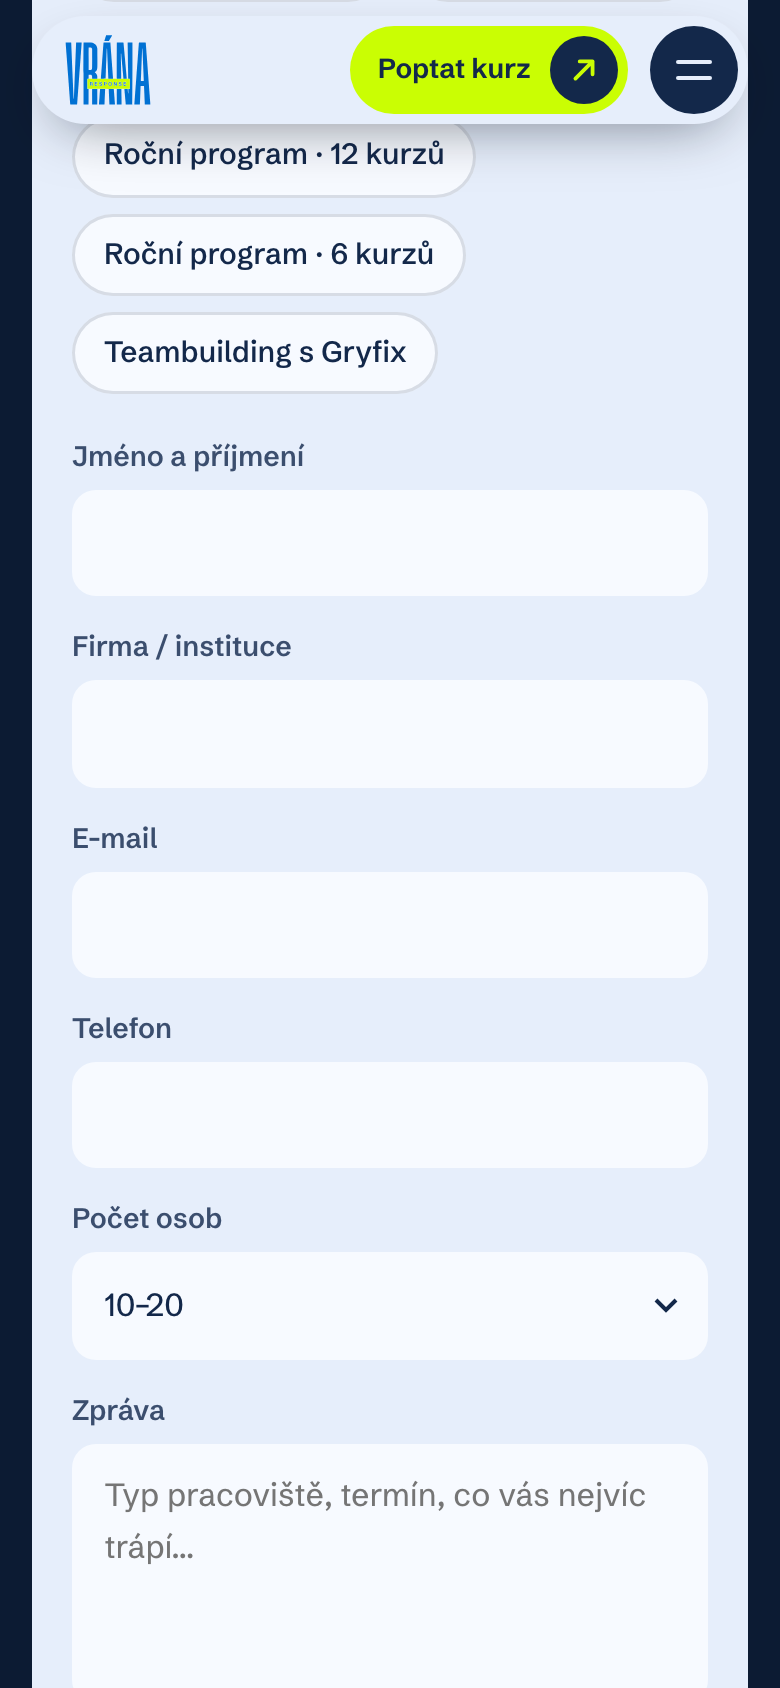 VRÁNA
RESPONSE
Poptat kurz
Roční program · 12 kurzů
Roční program · 6 kurzů
Teambuilding s Gryfix
Jméno a příjmení
Firma / instituce
E-mail
Telefon
Počet osob
10–20
Zpráva
Typ pracoviště, termín, co vás nejvíc
trápí…